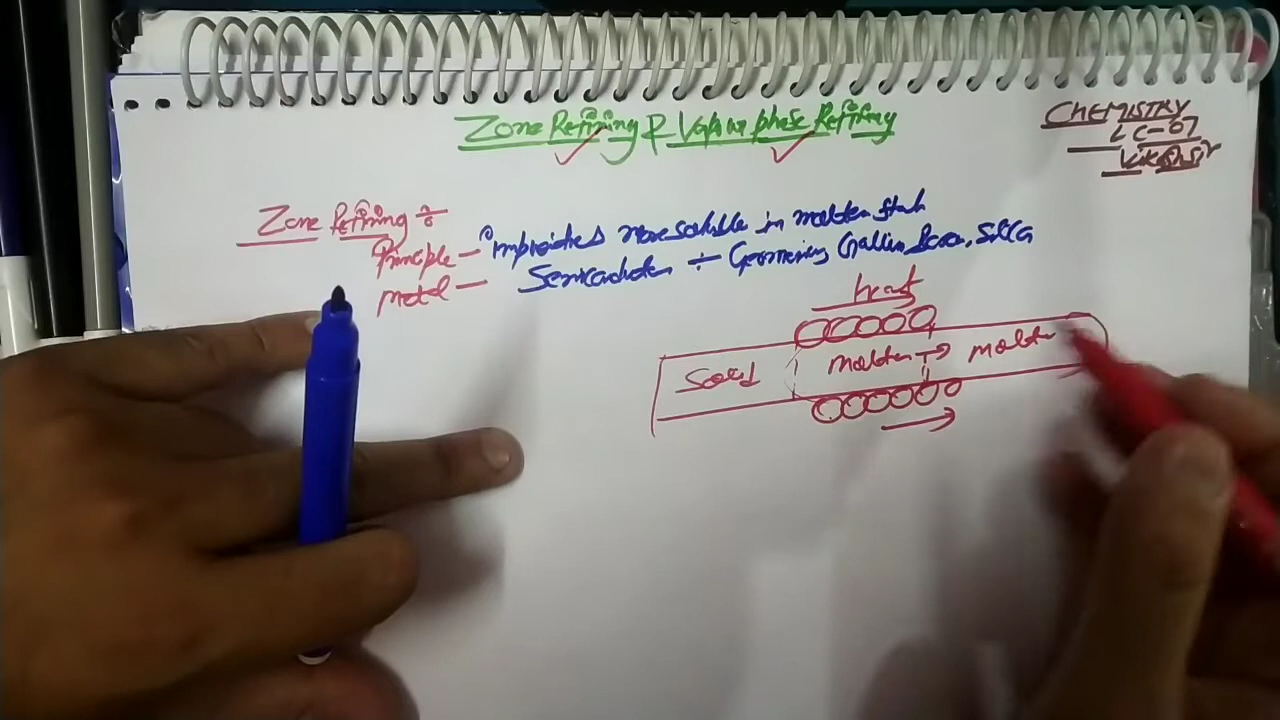 Zone Refining & Vapour phase Refining
CHEMISTRY
LC-07
Zone Refining ÷
Principle - impurities more soluble in molten state
Metal - Semiconductor ÷ Germanium, Gallium, Boron, Silica
heat
Solid molten → molten